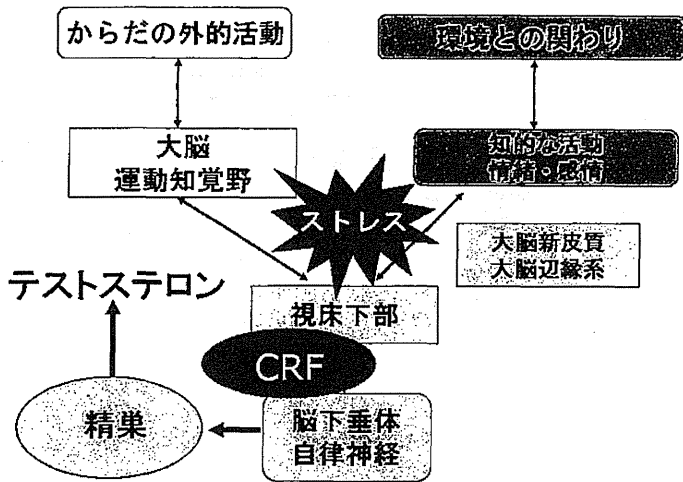 からだの外的活動
環境との関わり
大脳
運動知覚野
知的な活動
情緒・感情
ストレス
大脳新皮質
大脳辺縁系
テストステロン
視床下部
CRF
精巣
脳下垂体
自律神経